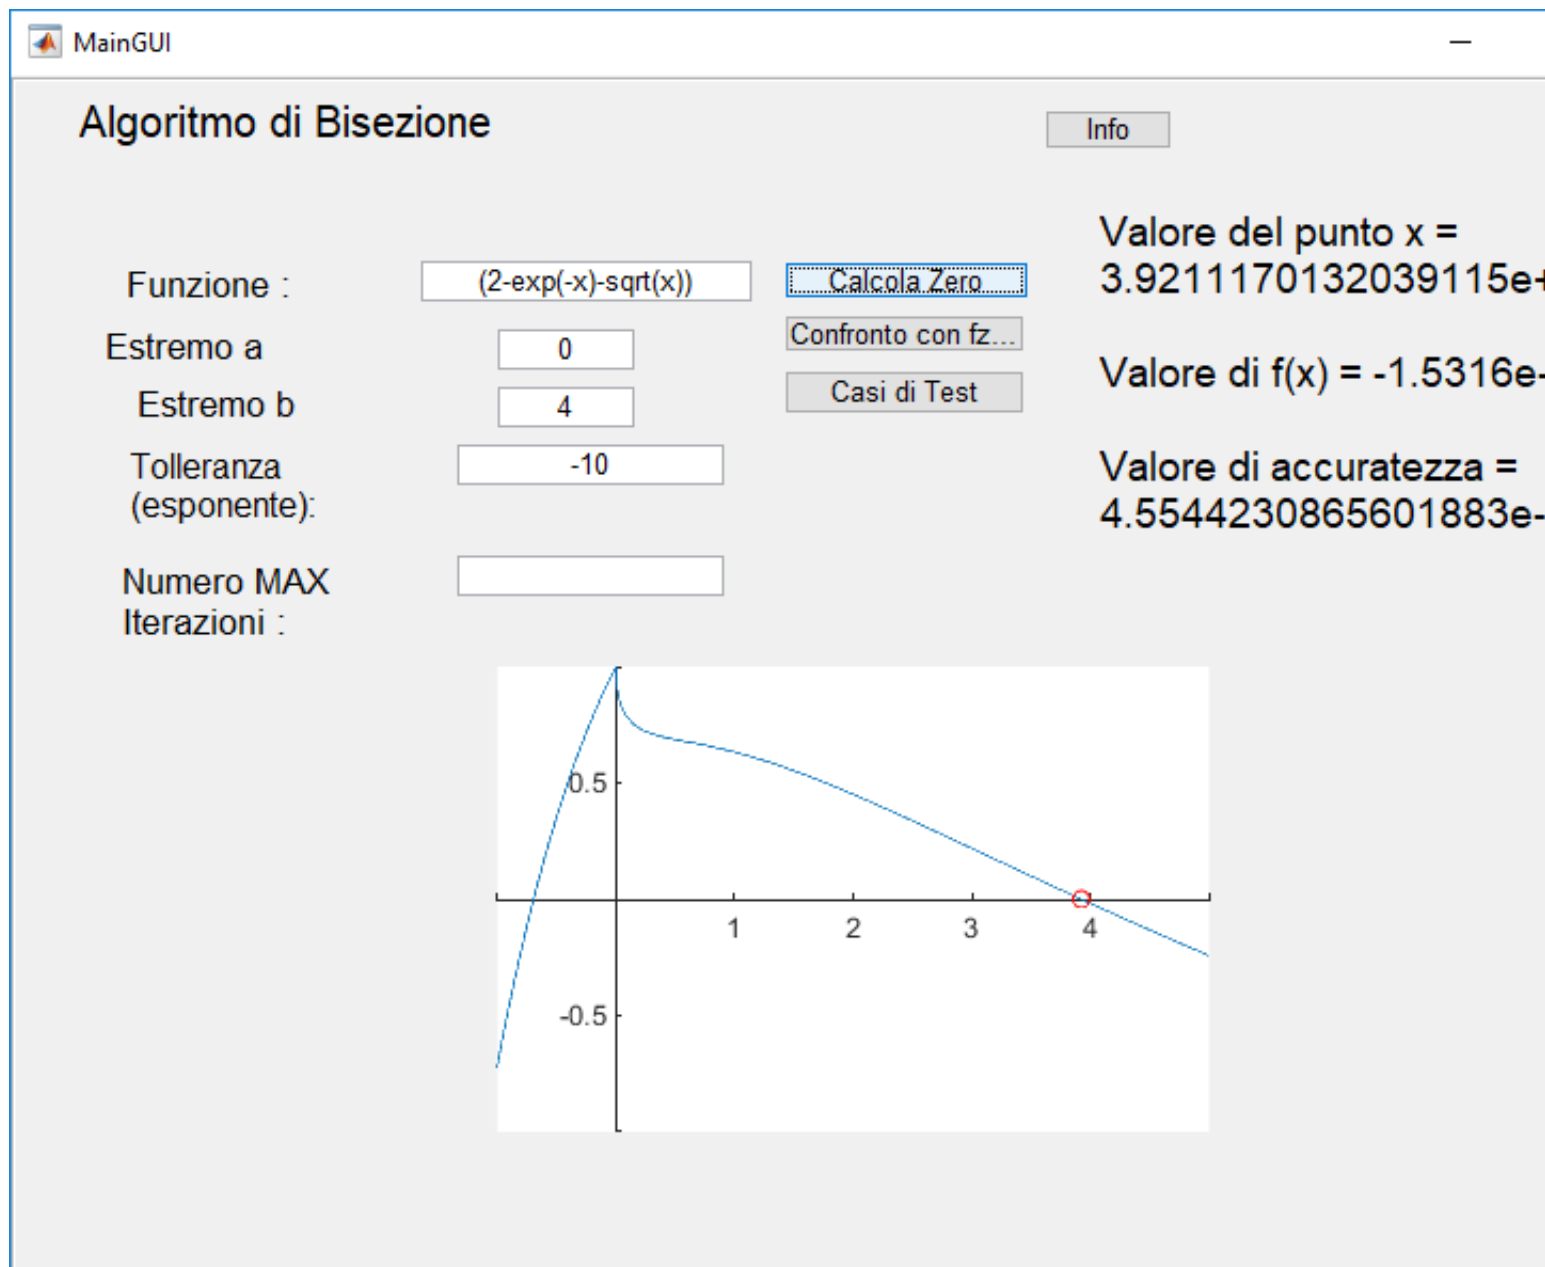 MainGUI
Algoritmo di Bisezione
Info
Funzione :
(2-exp(-x)-sqrt(x))
Calcola Zero
Estremo a
0
Confronto con fz...
Estremo b
4
Casi di Test
Tolleranza
(esponente):
-10
Numero MAX
Iterazioni :
Valore del punto x =
3.9211170132039115e+
Valore di f(x) = -1.5316e-
Valore di accuratezza =
4.5544230865601883e-
0.5
1
2
3
4
-0.5